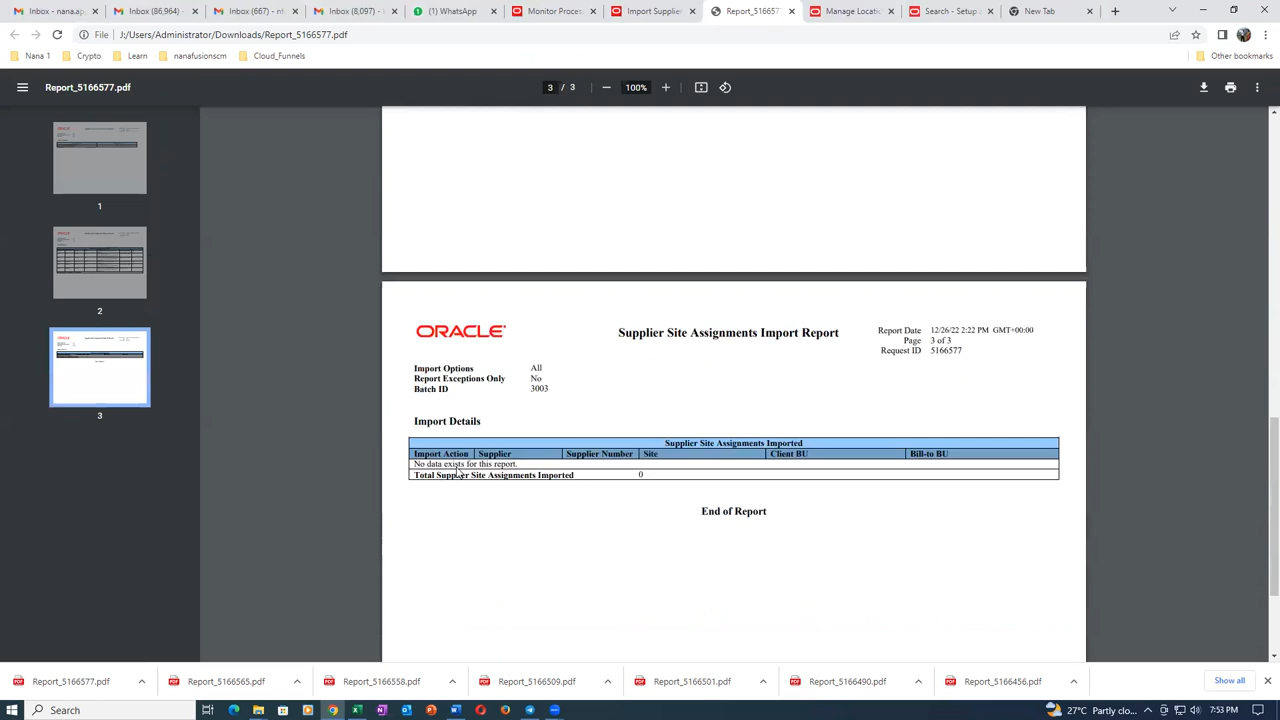 Inbox (86,964) - n
Inbox (86) - nana.ap
Inbox (667) - nf
Inbox (8,097) - k
(1) WhatsApp
Monitor Proces
Import Supplier
Report_516657
Manage Locatio
Search - Setup a
New Tab
File
J:/Users/Administrator/Downloads/Report_5166577.pdf
Nana 1
Crypto
Learn
nanafusionscm
Cloud_Funnels
Other bookmarks
Report_5166577.pdf
3 / 3
100%
1
2
3
ORACLE
Supplier Site Assignments Import Report
Report Date 12/26/22 2:22 PM GMT+00:00
Page 3 of 3
Request ID 5166577
Import Options All
Report Exceptions Only No
Batch ID 3003
Import Details
Supplier Site Assignments Imported
Import Action Supplier Supplier Number Site Client BU Bill-to BU
No data exists for this report.
Total Supplier Site Assignments Imported 0
End of Report
Report_5166577.pdf
Report_5166565.pdf
Report_5166558.pdf
Report_5166509.pdf
Report_5166501.pdf
Report_5166490.pdf
Report_5166456.pdf
Show all
Search
27°C Partly clo...
7:53 PM